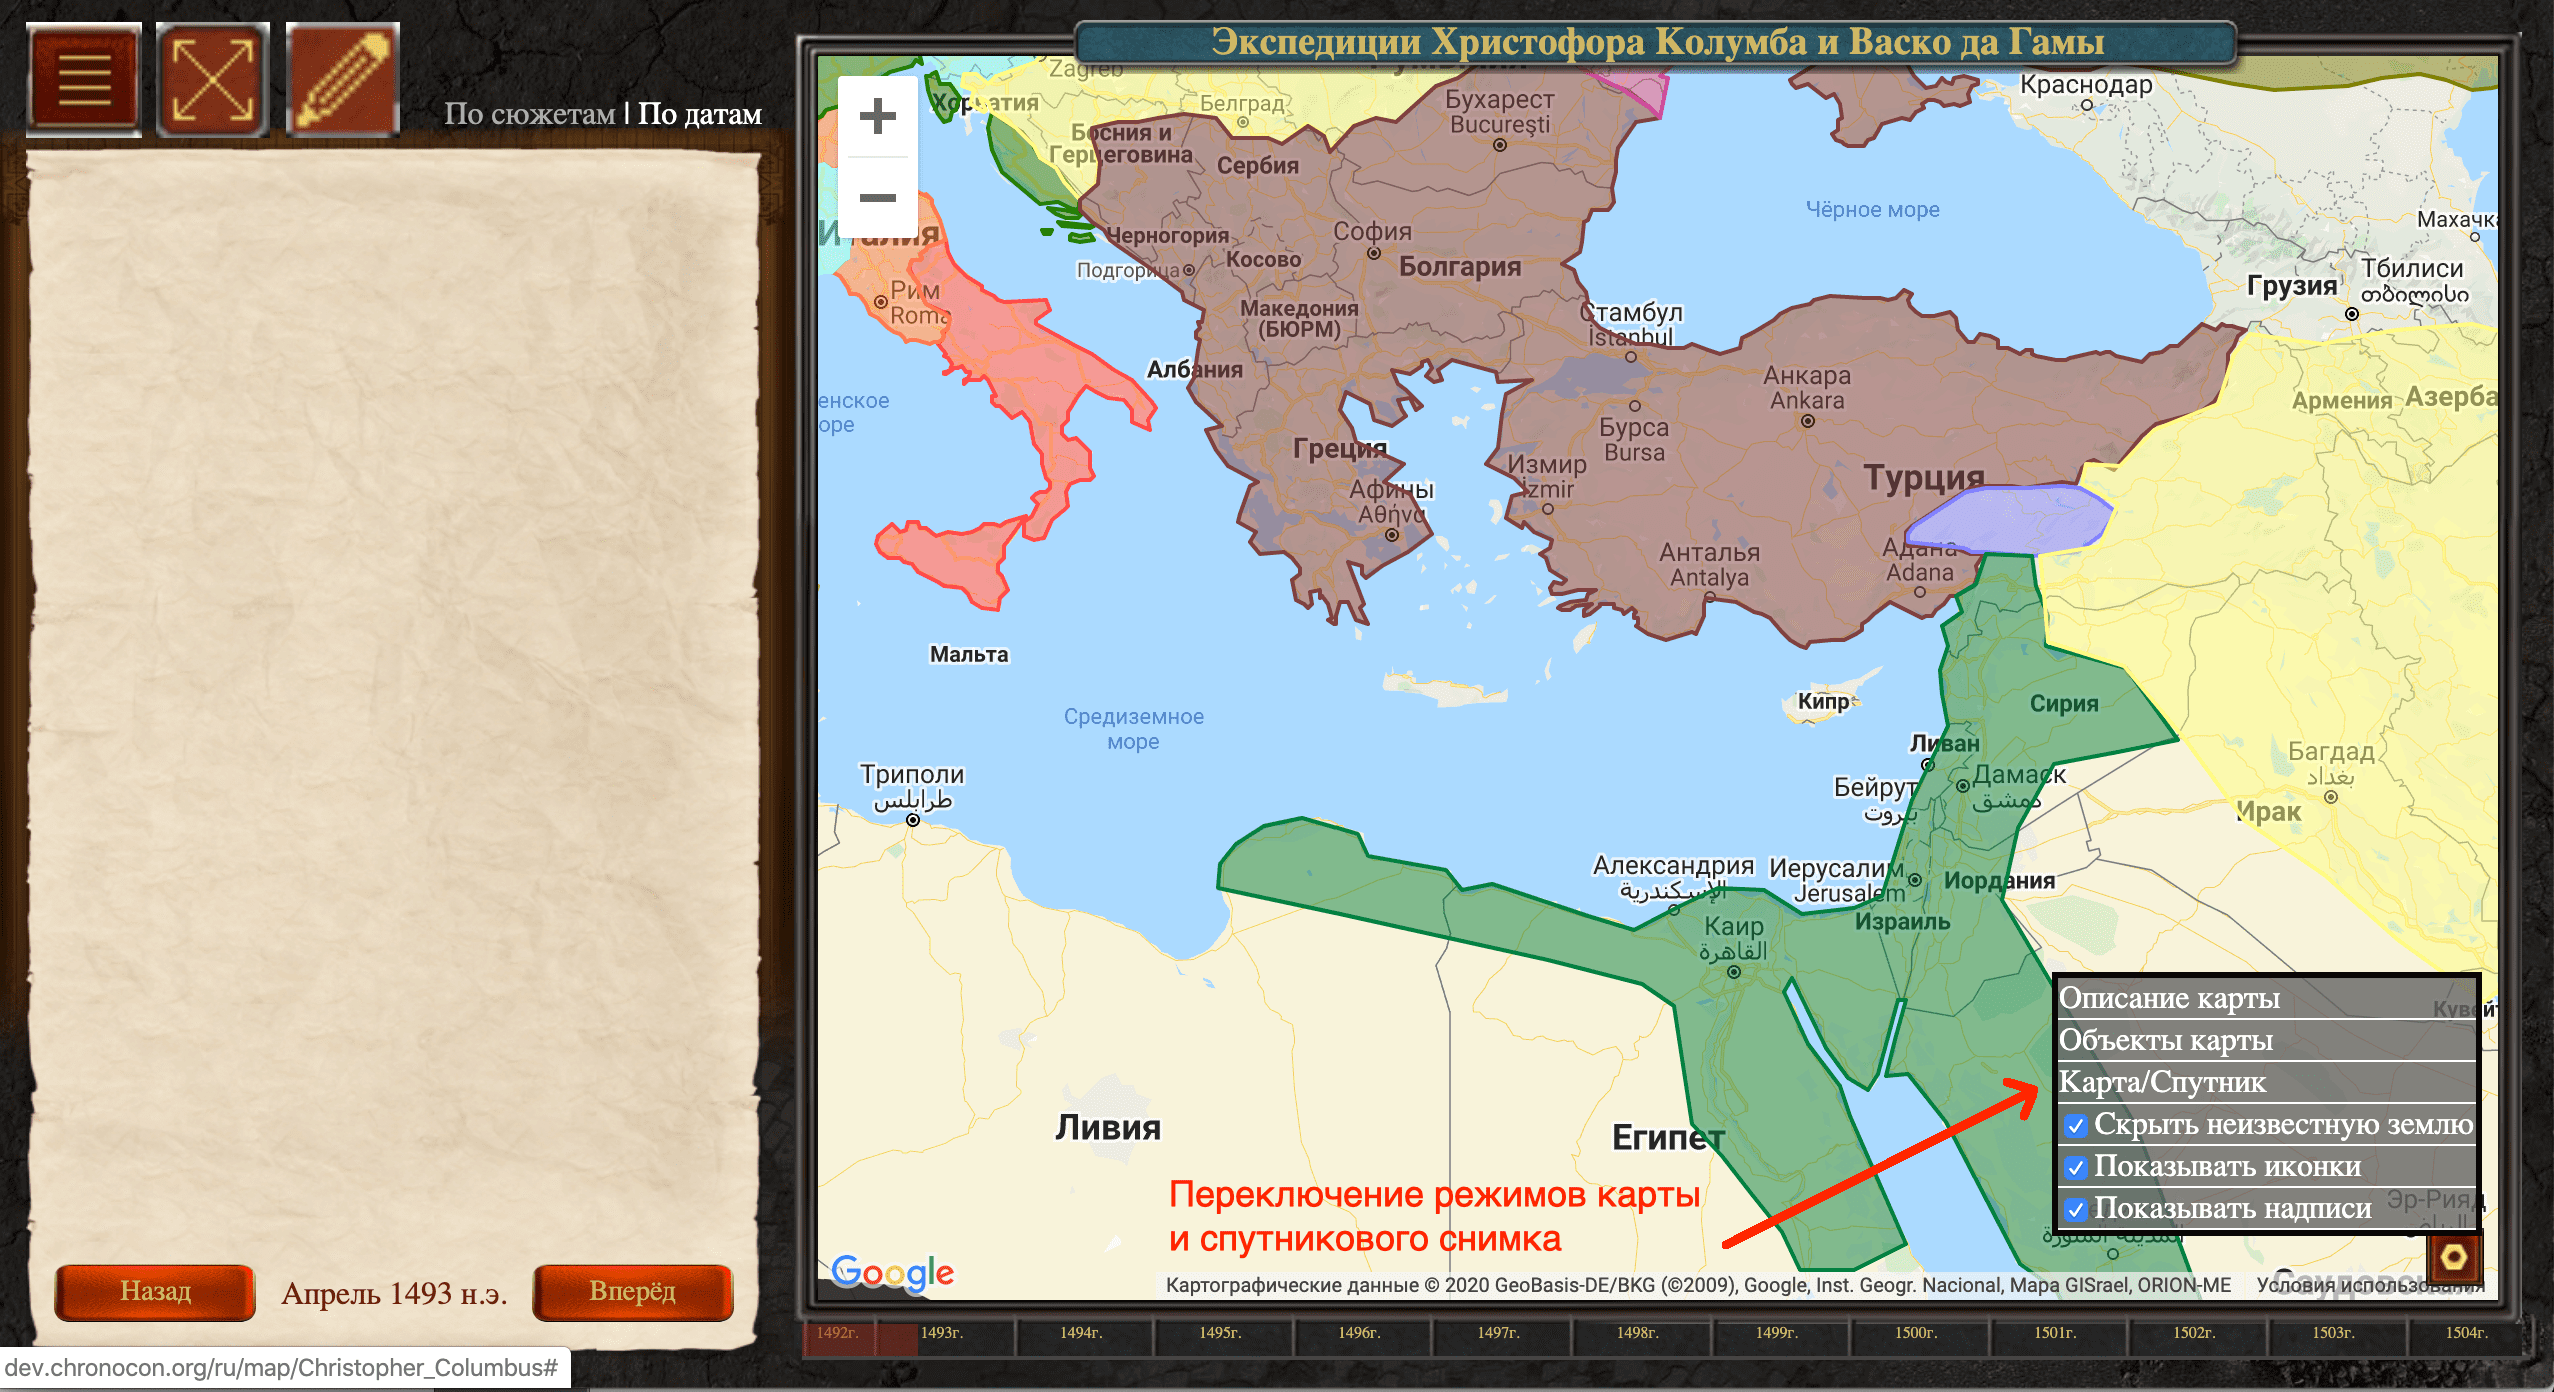 Экспедиции Христофора Колумба и Васко да Гамы
По сюжетам | По датам
Zagreb
Хорватия
Белград
Бухарест
București
Краснодар
Босния и
Герцеговина
Сербия
Чёрное море
Махачка
Италия
Черногория
София
Косово
Подгорица
Болгария
Тбилиси
Грузия
თბილისი
Рим
Roma
Македония
(БЮРМ)
Стамбул
İstanbul
Албания
Анкара
Ankara
Армения
Азерба
енское
оре
Бурса
Bursa
Греция
Измир
İzmir
Турция
Афины
Αθήνα
Анталья
Antalya
Адана
Adana
Мальта
Кипр
Сирия
Средиземное
море
Ливан
Багдад
بغداد
Триполи
طرابلس
Дамаск
دمشق
Бейрут
بيروت
Ирак
Александрия
الإسكندرية
Иерусалим
Jerusalem
Иордания
Израиль
Каир
القاهرة
Кувейт
Ливия
Египет
Описание карты
Объекты карты
Карта/Спутник
Скрыть неизвестную землю
Показывать иконки
Показывать надписи
Эр-Рияд
المدينة المنورة
Переключение режимов карты
и спутникового снимка
Google
Картографические данные © 2020 GeoBasis-DE/BKG (©2009), Google, Inst. Geogr. Nacional, Mapa GISrael, ORION-ME
Условия использования
Назад
Апрель 1493 н.э.
Вперёд
1492г.
1493г.
1494г.
1495г.
1496г.
1497г.
1498г.
1499г.
1500г.
1501г.
1502г.
1503г.
1504г.
dev.chronocon.org/ru/map/Christopher_Columbus#